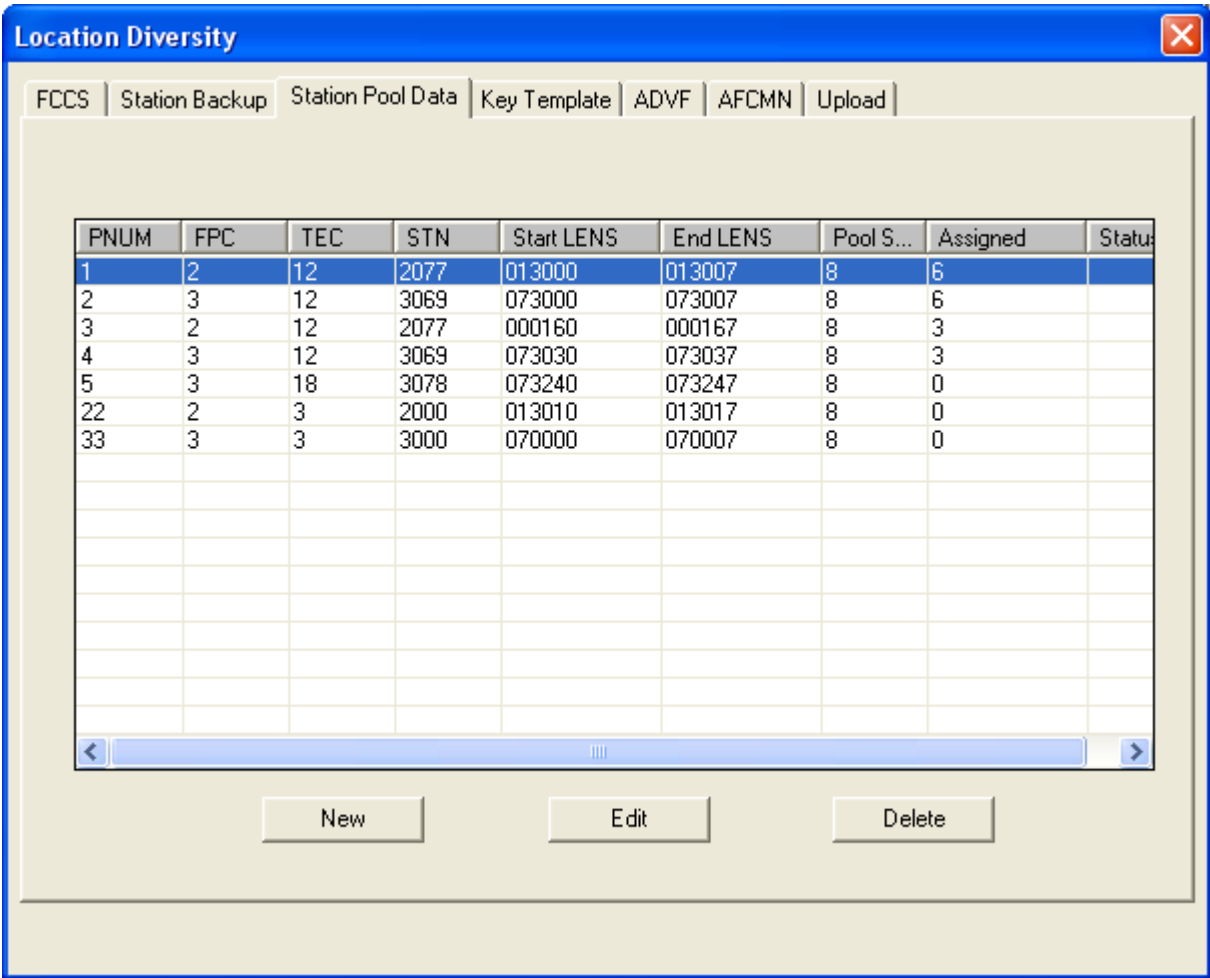 Location Diversity
FCCS Station Backup Station Pool Data Key Template ADVF AFCMN Upload
PNUM FPC TEC STN Start LENS End LENS Pool S... Assigned Status
1 2 12 2077 013000 013007 8 6
2 3 12 3069 073000 073007 8 6
3 2 12 2077 000160 000167 8 3
4 3 12 3069 073030 073037 8 3
5 3 18 3078 073240 073247 8 0
22 2 3 2000 013010 013017 8 0
33 3 3 3000 070000 070007 8 0
New Edit Delete